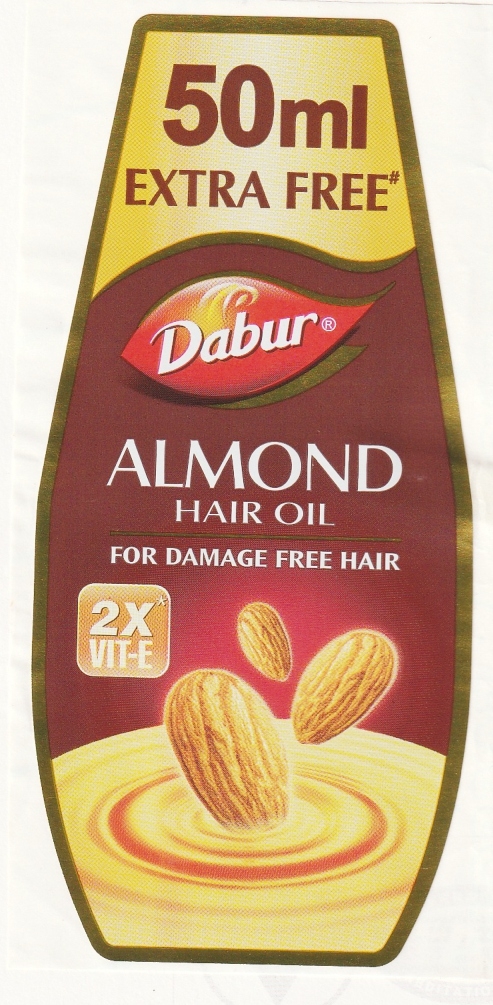 50ml
EXTRA FREE#
Dabur®
ALMOND
HAIR OIL
FOR DAMAGE FREE HAIR
2X*
VIT-E